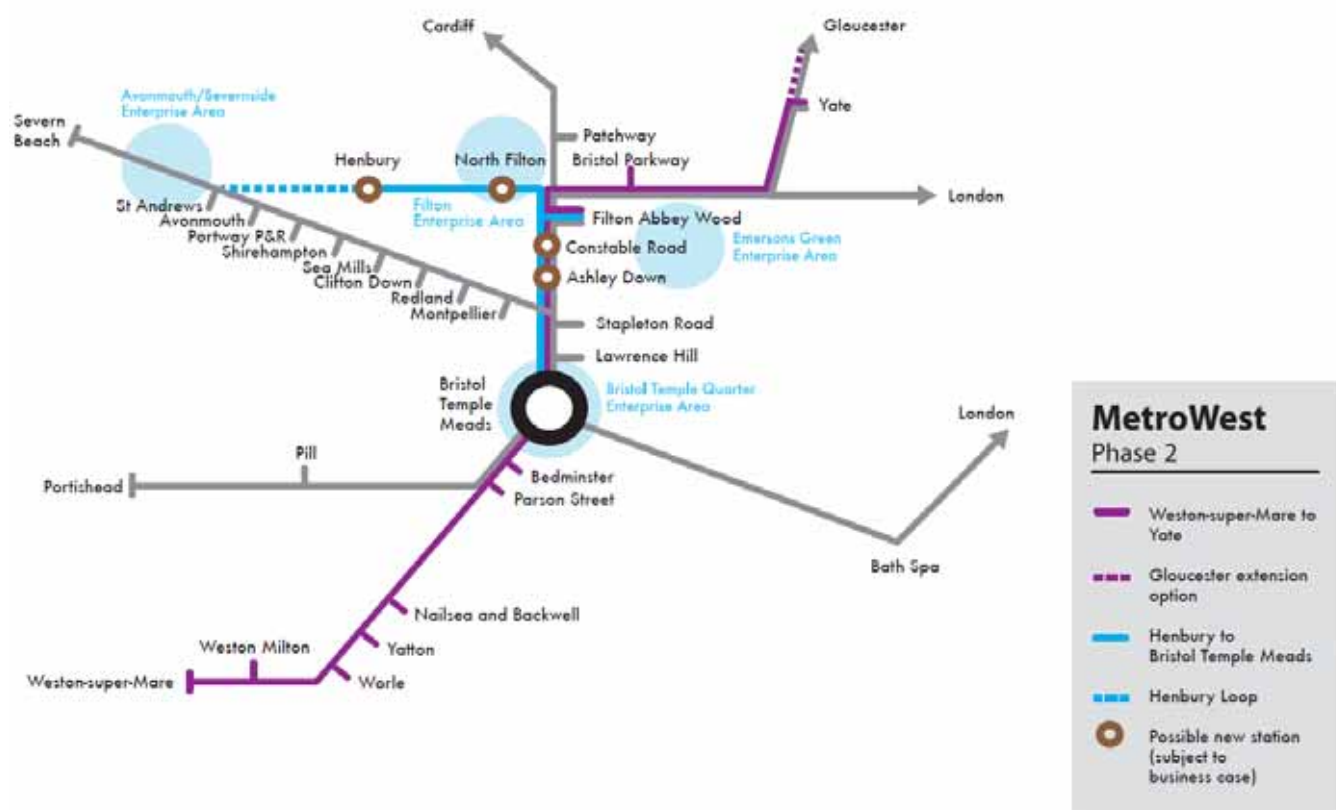 Cardiff
Gloucester
Avonmouth/Severnside
Enterprise Area
Severn
Beach
Yate
Patchway
Henbury
North Filton
Bristol Parkway
London
St Andrews
Avonmouth
Portway P&R
Shirehampton
Sea Mills
Clifton Down
Redland
Montpellier
Filton
Enterprise Area
Filton Abbey Wood
Constable Road
Ashley Down
Emersons Green
Enterprise Area
Stapleton Road
Lawrence Hill
Bristol
Temple
Meads
Bristol Temple Quarter
Enterprise Area
London
Pill
Portishead
Bedminster
Parson Street
Bath Spa
Nailsea and Backwell
Yatton
Worle
Weston Milton
Weston-super-Mare
MetroWest
Phase 2
Weston-super-Mare to
Yate
Gloucester extension
option
Henbury to
Bristol Temple Meads
Henbury Loop
Possible new station
(subject to
business case)